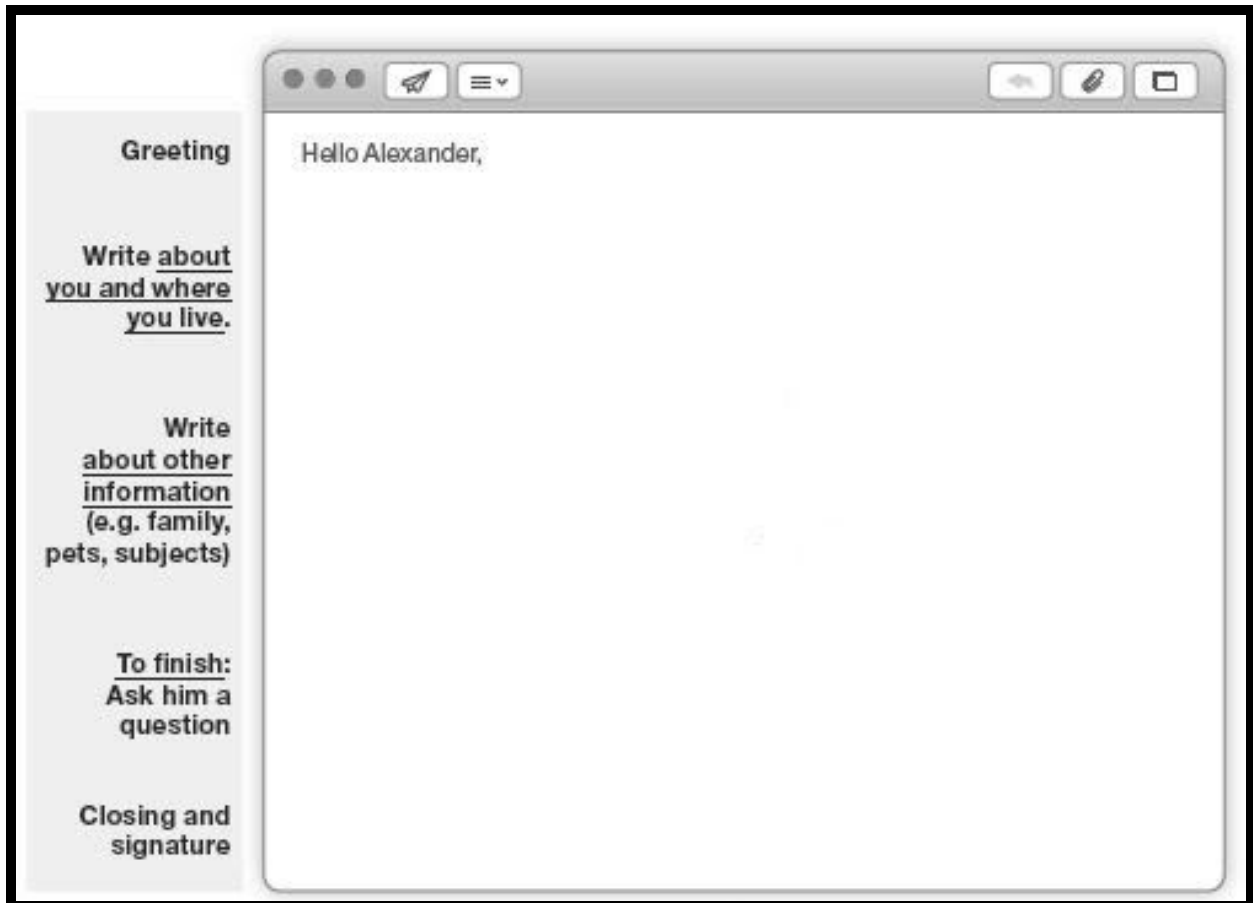 Greeting
Hello Alexander,
Write about
you and where
you live.
Write
about other
information
(e.g. family,
pets, subjects)
To finish:
Ask him a
question
Closing and
signature